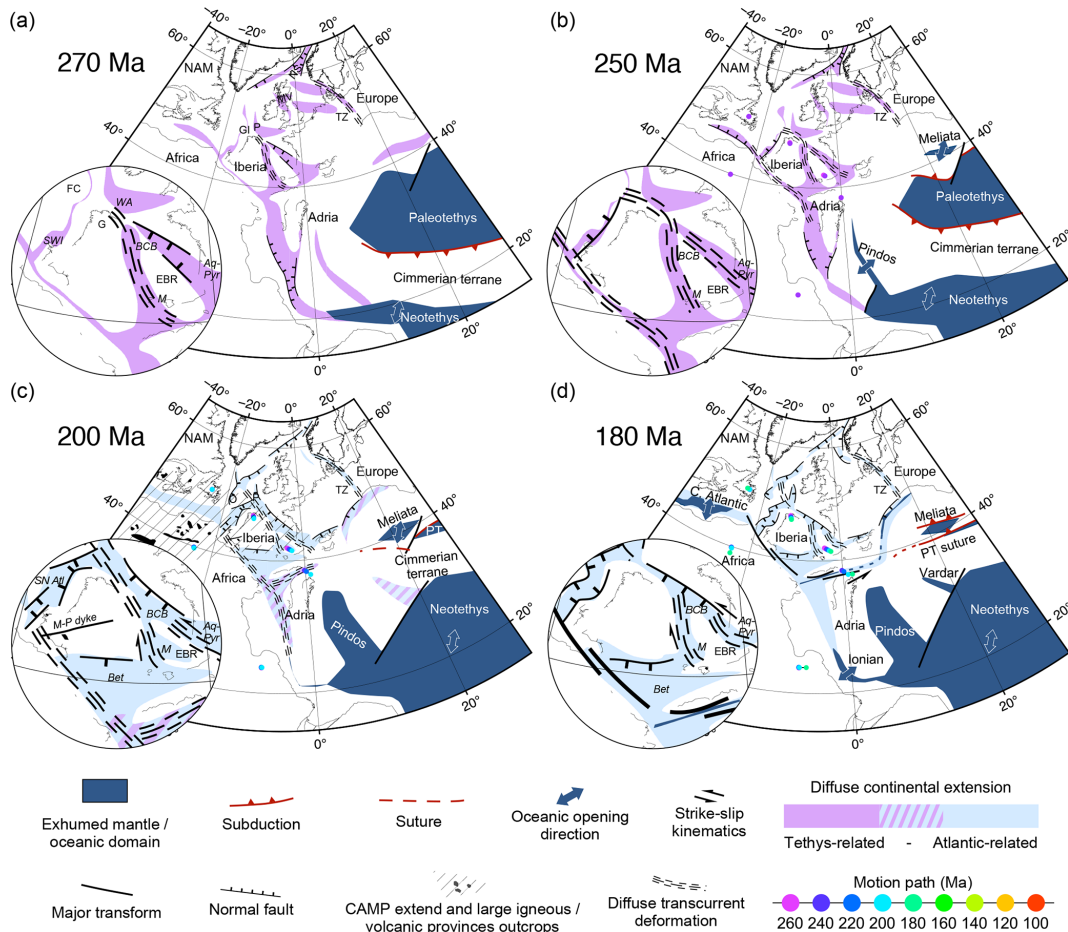 (a)
270 Ma
−40°
−20°
0°
20°
40°
60°
60°
NAM
NS
MN
Europe
TZ
GI
P
40°
Africa
Iberia
40°
FC
WA
G
SWI
BCB
Aq-
Pyr
EBR
M
Adria
Paleotethys
20°
Cimmerian terrane
Neotethys
20°
0°
(b)
250 Ma
−40°
−20°
0°
20°
40°
60°
60°
NAM
Europe
TZ
40°
Meliata
Africa
Iberia
40°
Adria
Paleotethys
BCB
Aq-
Pyr
EBR
M
Pindos
20°
Cimmerian terrane
Neotethys
20°
0°
(c)
200 Ma
−40°
−20°
0°
20°
40°
60°
60°
NAM
Europe
TZ
40°
Meliata
PT
Iberia
40°
Cimmerian
terrane
Africa
SN Atl
M-P dyke
BCB
Aq-
Pyr
M
EBR
Bet
Adria
Pindos
Neotethys
20°
20°
0°
(d)
180 Ma
−40°
−20°
0°
20°
40°
60°
60°
NAM
Europe
C. Atlantic
TZ
40°
Meliata
Iberia
40°
PT suture
Africa
Vardar
BCB
Aq-
Pyr
M
EBR
Bet
Adria
Pindos
Neotethys
Ionian
20°
20°
0°
Exhumed mantle /
oceanic domain
Subduction
Suture
Oceanic opening
direction
Strike-slip
kinematics
Diffuse continental extension
Tethys-related - Atlantic-related
Major transform
Normal fault
CAMP extend and large igneous /
volcanic provinces outcrops
Diffuse transcurrent
deformation
Motion path (Ma)
260 240 220 200 180 160 140 120 100